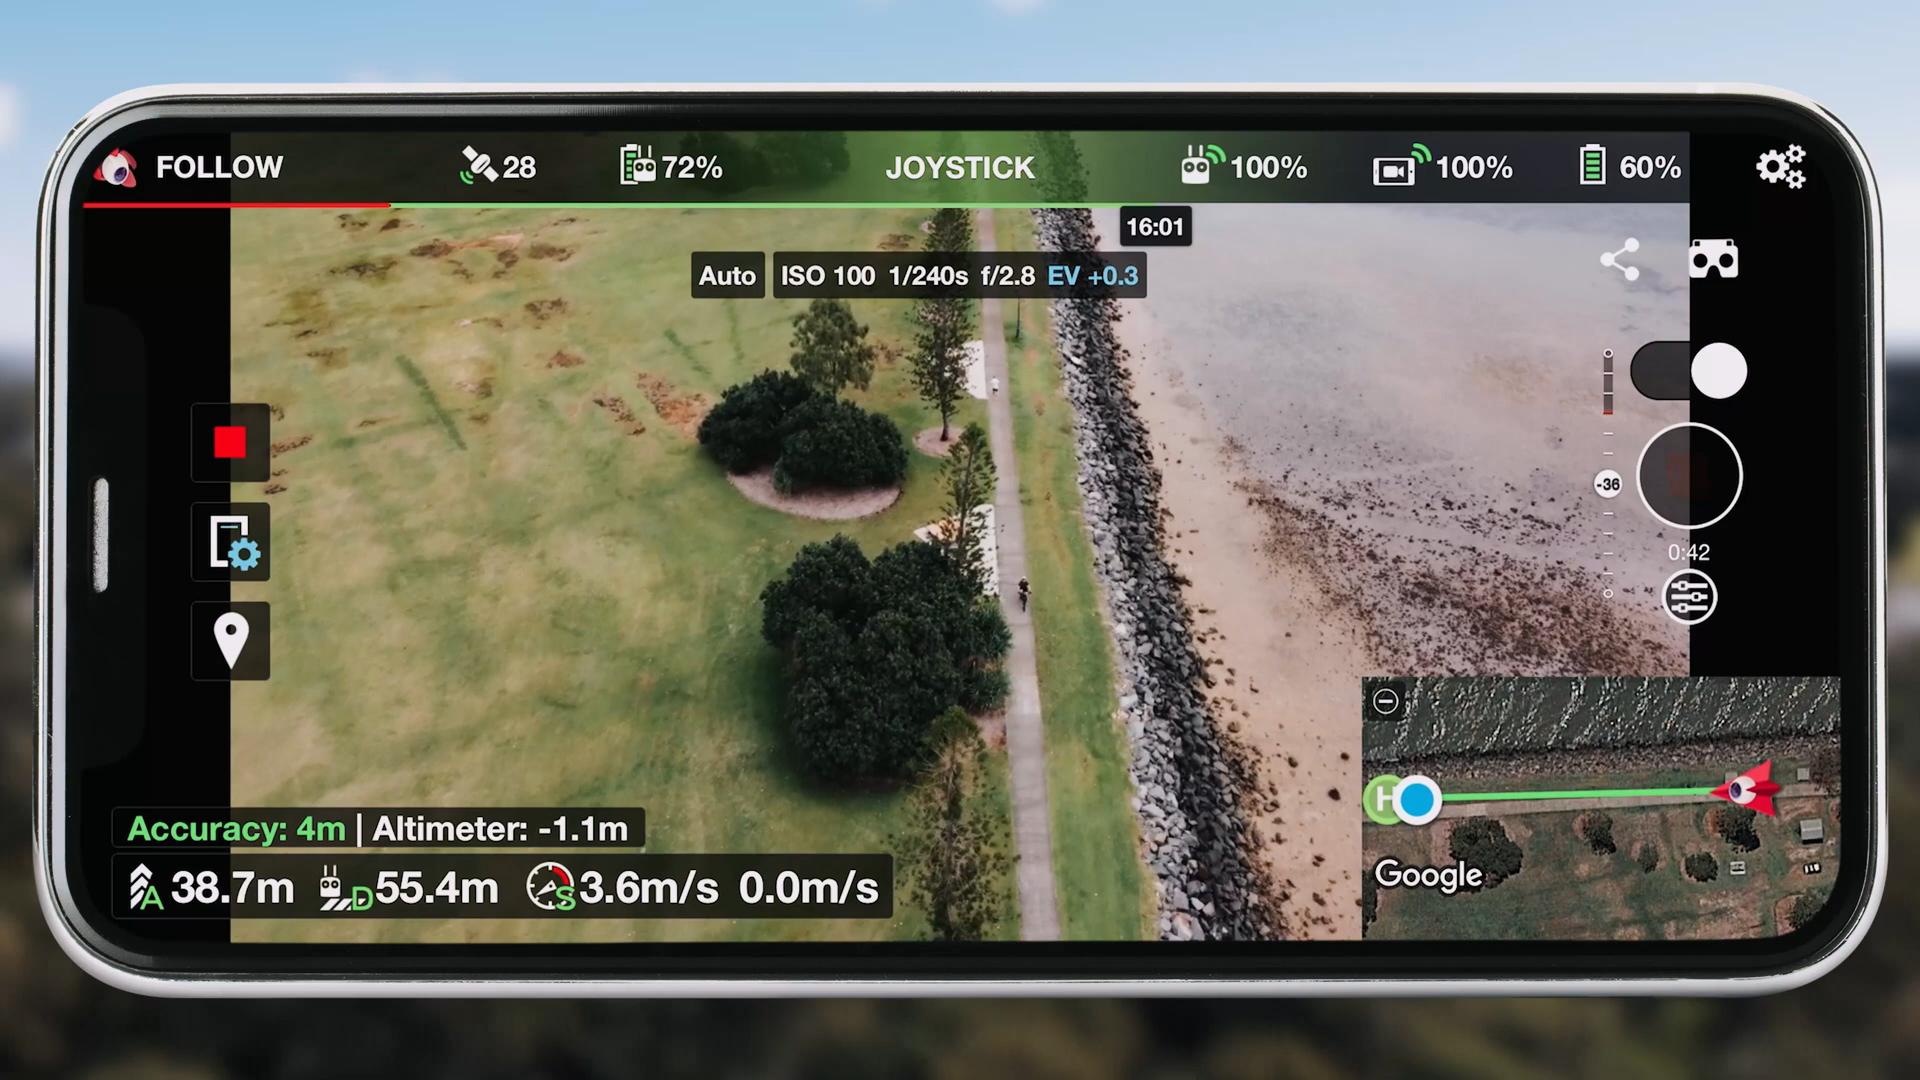 FOLLOW 28 72% JOYSTICK 100% 100% 60%
16:01
Auto ISO 100 1/240s f/2.8 EV +0.3
-36
0:42
H
Accuracy: 4m | Altimeter: -1.1m
A 38.7m D 55.4m S 3.6m/s 0.0m/s
Google